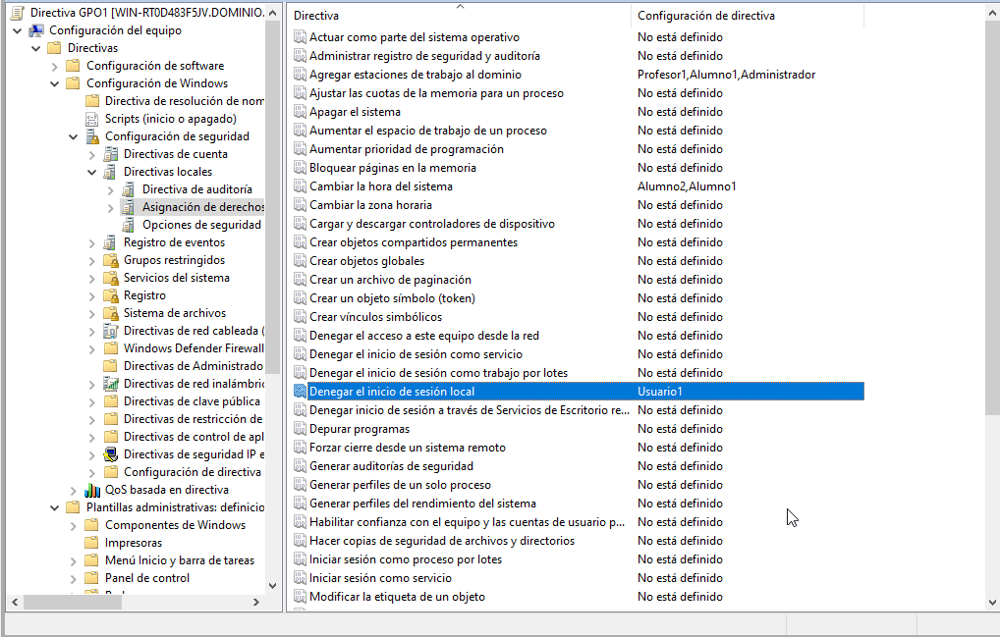 Directiva GPO1 [WIN-RT0D483F5JV.DOMINIO.
Configuración del equipo
Directivas
Configuración de software
Configuración de Windows
Directiva de resolución de nom
Scripts (inicio o apagado)
Configuración de seguridad
Directivas de cuenta
Directivas locales
Directiva de auditoría
Asignación de derechos
Opciones de seguridad
Registro de eventos
Grupos restringidos
Servicios del sistema
Registro
Sistema de archivos
Directivas de red cableada (
Windows Defender Firewall
Directivas de Administrado
Directivas de red inalámbric
Directivas de clave pública
Directivas de restricción de
Directivas de control de apl
Directivas de seguridad IP e
Configuración de directiva
QoS basada en directiva
Plantillas administrativas: definicio
Componentes de Windows
Impresoras
Menú Inicio y barra de tareas
Panel de control
Directiva Configuración de directiva
Actuar como parte del sistema operativo No está definido
Administrar registro de seguridad y auditoría No está definido
Agregar estaciones de trabajo al dominio Profesor1,Alumno1,Administrador
Ajustar las cuotas de la memoria para un proceso No está definido
Apagar el sistema No está definido
Aumentar el espacio de trabajo de un proceso No está definido
Aumentar prioridad de programación No está definido
Bloquear páginas en la memoria No está definido
Cambiar la hora del sistema Alumno2,Alumno1
Cambiar la zona horaria No está definido
Cargar y descargar controladores de dispositivo No está definido
Crear objetos compartidos permanentes No está definido
Crear objetos globales No está definido
Crear un archivo de paginación No está definido
Crear un objeto símbolo (token) No está definido
Crear vínculos simbólicos No está definido
Denegar el acceso a este equipo desde la red No está definido
Denegar el inicio de sesión como servicio No está definido
Denegar el inicio de sesión como trabajo por lotes No está definido
Denegar el inicio de sesión local Usuario1
Denegar inicio de sesión a través de Servicios de Escritorio re... No está definido
Depurar programas No está definido
Forzar cierre desde un sistema remoto No está definido
Generar auditorías de seguridad No está definido
Generar perfiles de un solo proceso No está definido
Generar perfiles del rendimiento del sistema No está definido
Habilitar confianza con el equipo y las cuentas de usuario p... No está definido
Hacer copias de seguridad de archivos y directorios No está definido
Iniciar sesión como proceso por lotes No está definido
Iniciar sesión como servicio No está definido
Modificar la etiqueta de un objeto No está definido